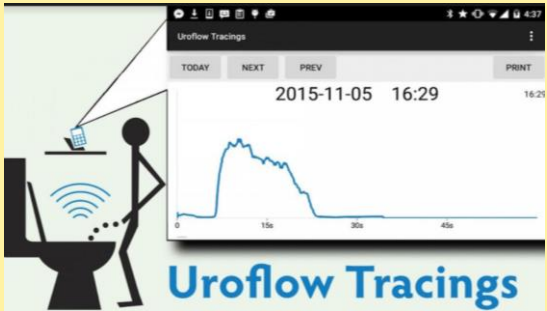 4:37
Uroflow Tracings
TODAY NEXT PREV PRINT
2015-11-05 16:29
16:29
0 15s 30s 45s
Uroflow Tracings